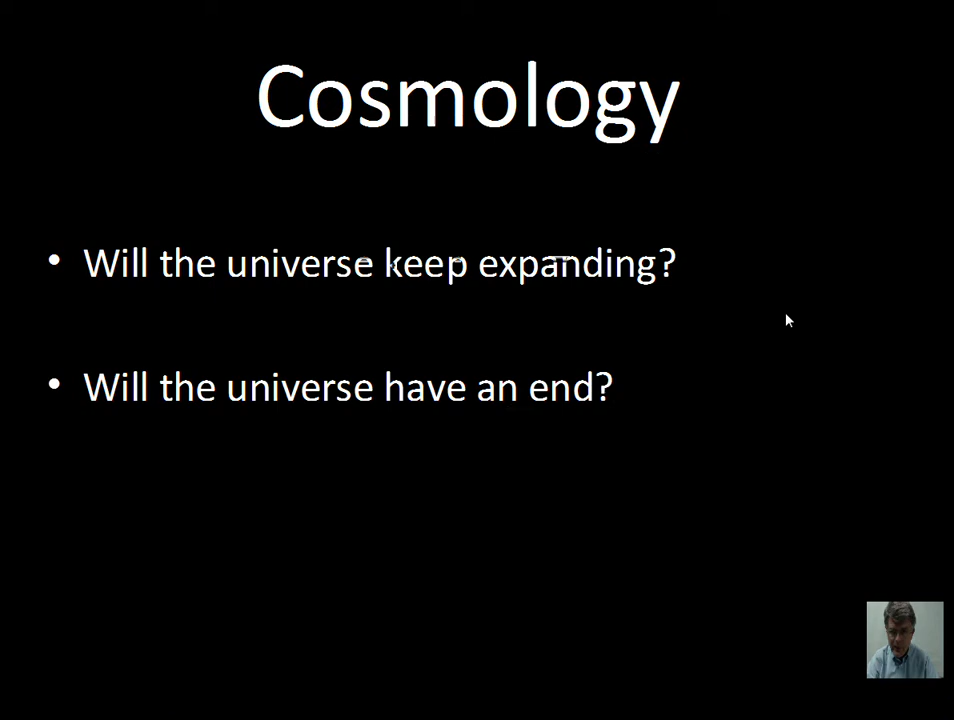 Cosmology
• Will the universe keep expanding?
• Will the universe have an end?